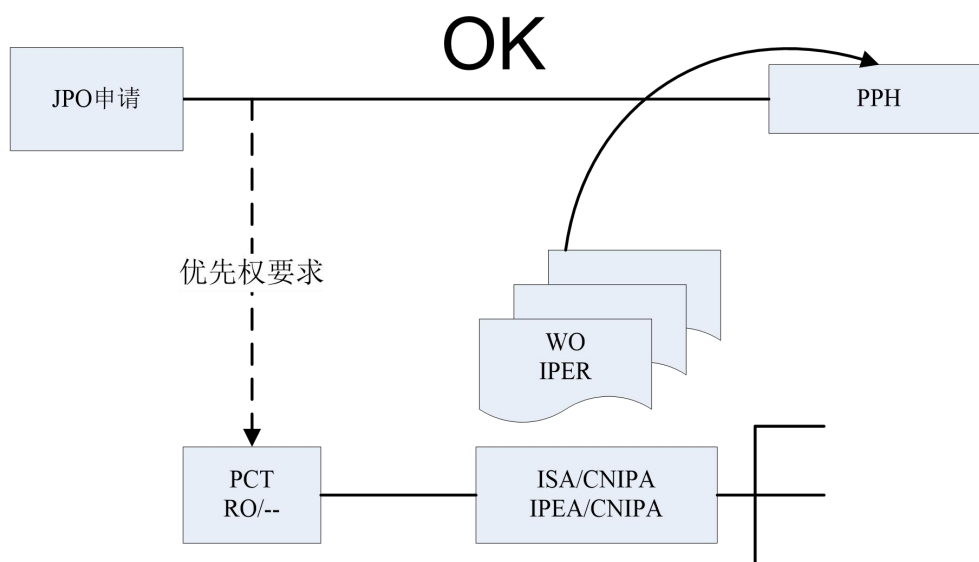 OK
JPO申请
PPH
优先权要求
WO
IPER
PCT
RO/--
ISA/CNIPA
IPEA/CNIPA